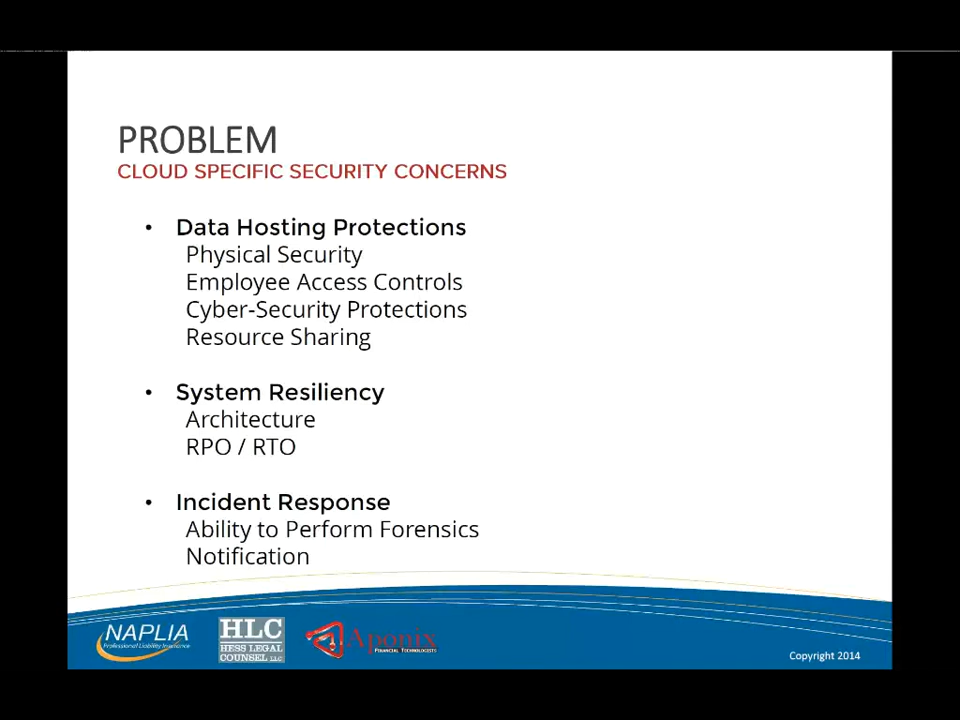 PROBLEM
CLOUD SPECIFIC SECURITY CONCERNS
• Data Hosting Protections
Physical Security
Employee Access Controls
Cyber-Security Protections
Resource Sharing
• System Resiliency
Architecture
RPO / RTO
• Incident Response
Ability to Perform Forensics
Notification
NAPLIA
Professional Liability Insurance
HLC
HESS LEGAL
COUNSEL LLC
Aponix
FINANCIAL TECHNOLOGISTS
Copyright 2014